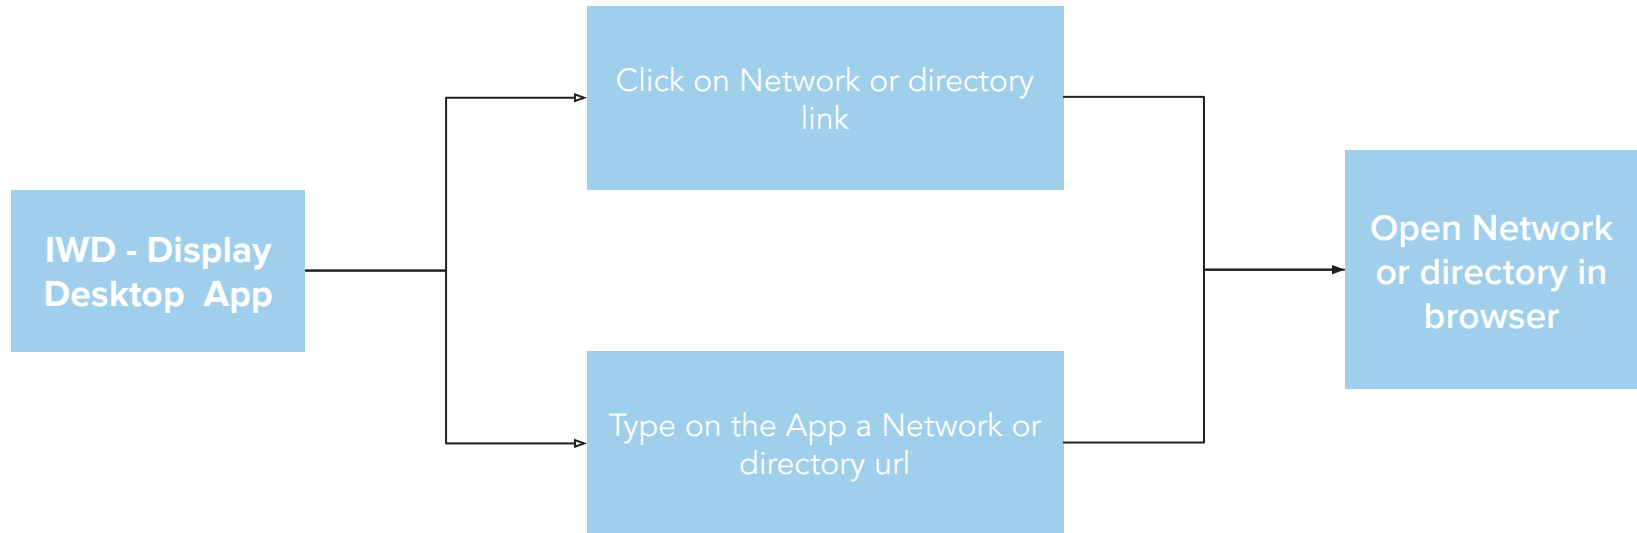 Click on Network or directory
link
IWD - Display
Desktop App
Open Network
or directory in
browser
Type on the App a Network or
directory url